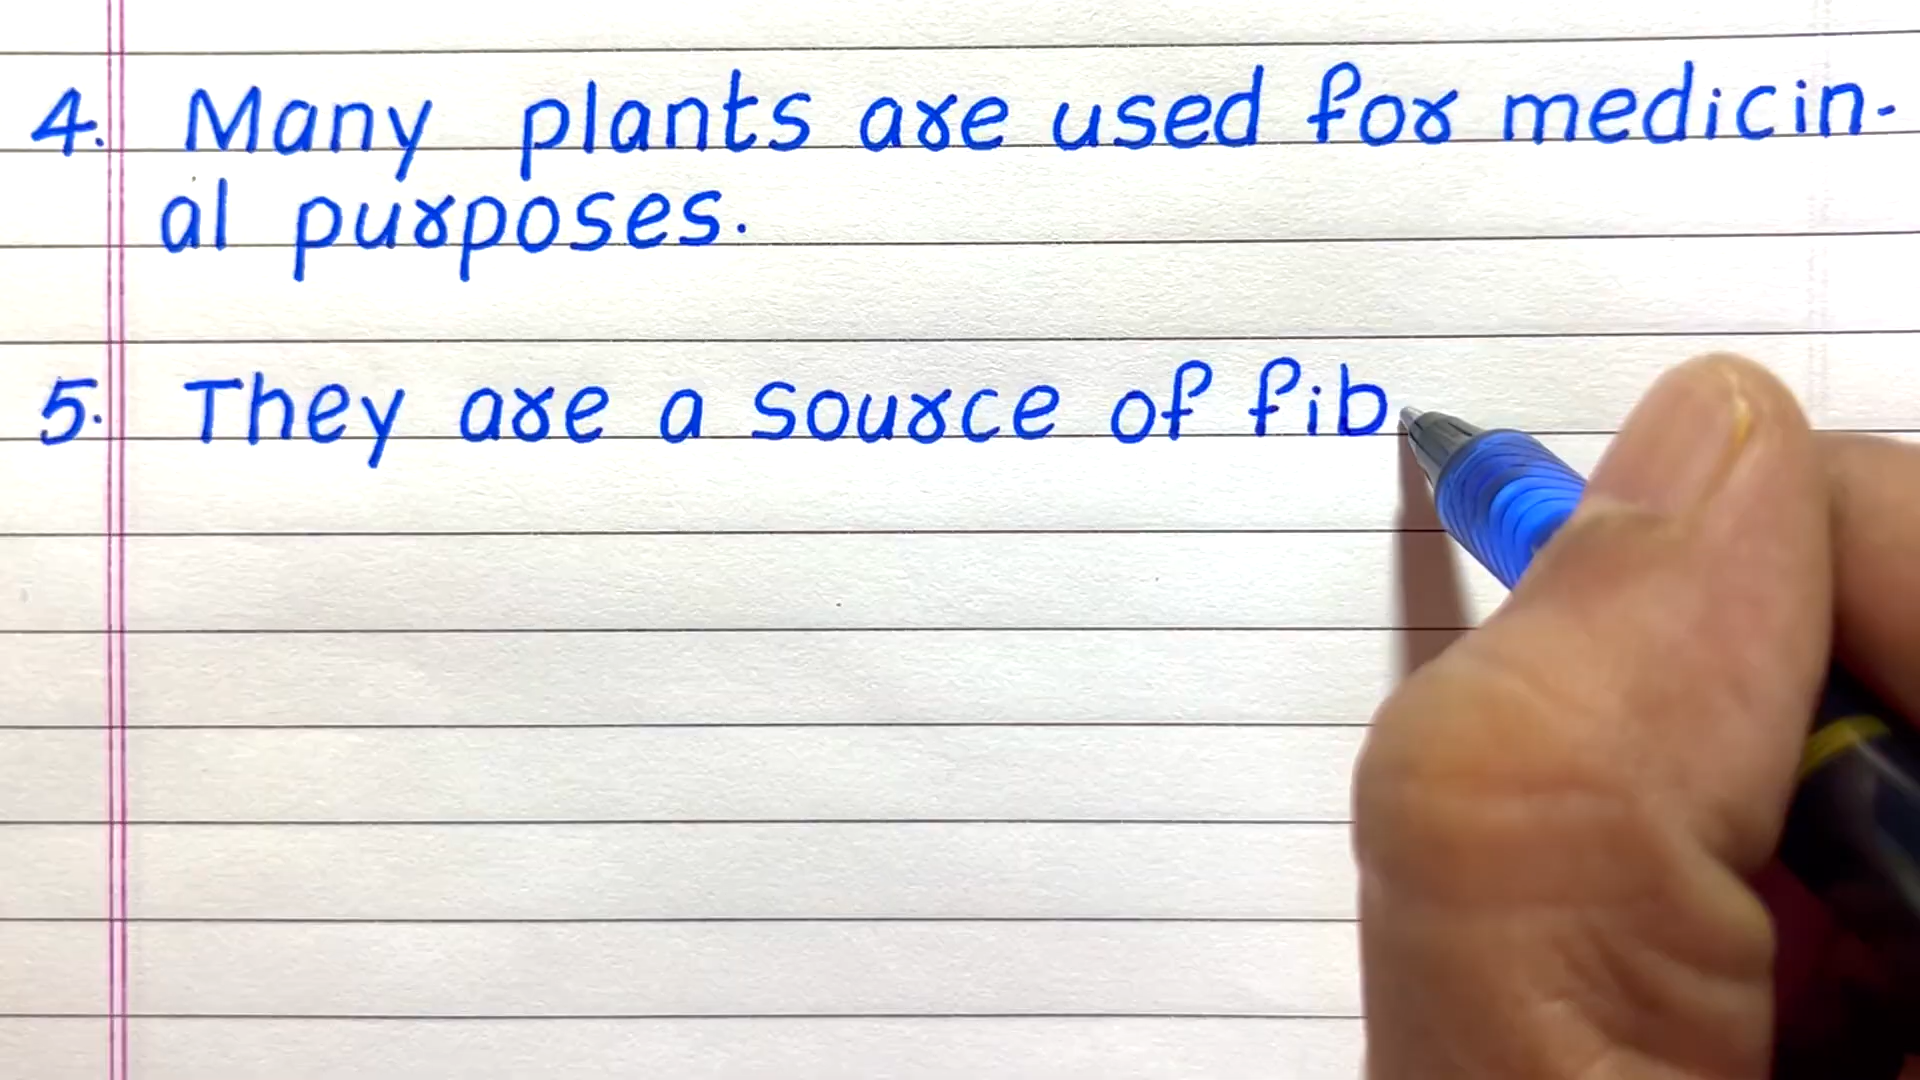 4. Many plants are used for medicin-
al purposes.
5. They are a source of fib